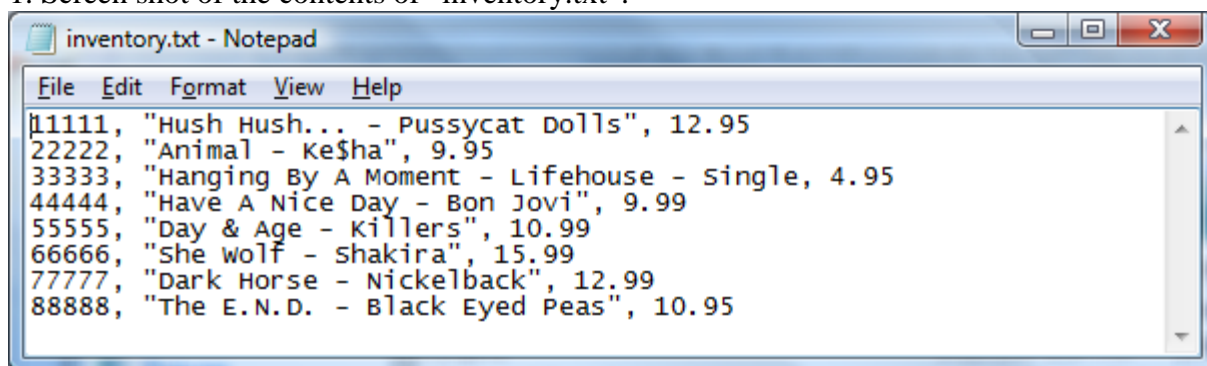 1. Screen shot of the contents of "inventory.txt":
inventory.txt - Notepad
File Edit Format View Help
11111, "Hush Hush... - Pussycat Dolls", 12.95
22222, "Animal - Ke$ha", 9.95
33333, "Hanging By A Moment - Lifehouse - Single, 4.95
44444, "Have A Nice Day - Bon Jovi", 9.99
55555, "Day & Age - Killers", 10.99
66666, "She Wolf - Shakira", 15.99
77777, "Dark Horse - Nickelback", 12.99
88888, "The E.N.D. - Black Eyed Peas", 10.95